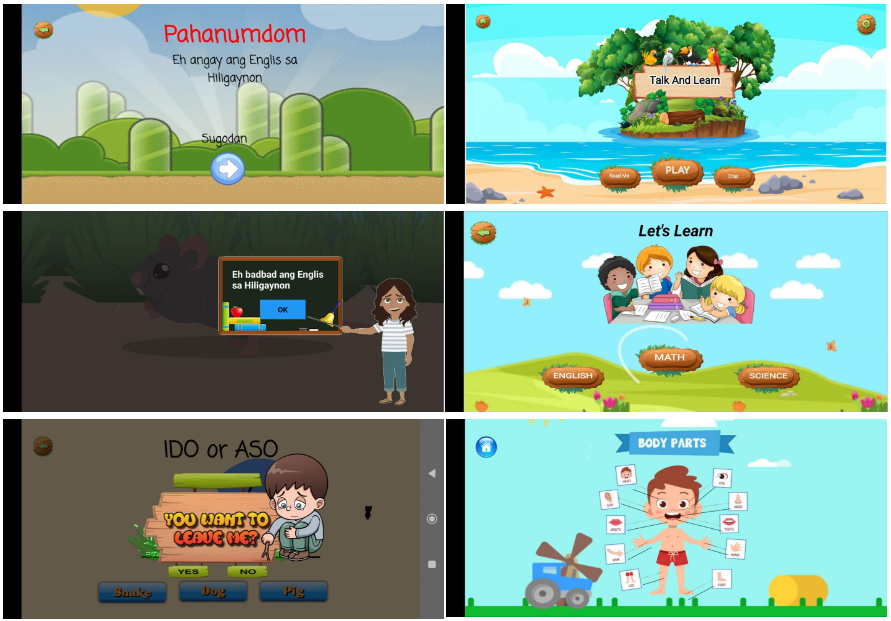 Pahanumdom
Eh angay ang Englis sa
Hiligaynon
Sugodan
Talk And Learn
Read Me
PLAY
Chat
Eh badbad ang Englis
sa Hiligaynon
OK
Let's Learn
MATH
ENGLISH
SCIENCE
IDO or ASO
YOU WANT TO
LEAVE ME?
YES
NO
Snake
Dog
Pig
BODY PARTS